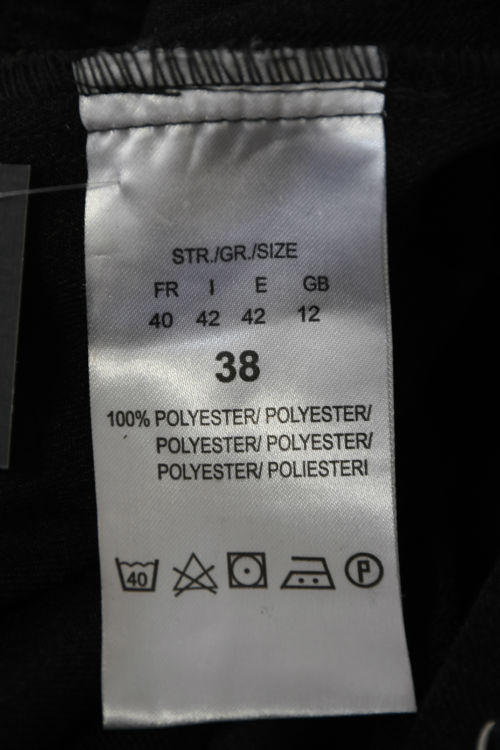 STR./GR./SIZE
FR I E GB
40 42 42 12
38
100% POLYESTER/ POLYESTER/
POLYESTER/ POLYESTER/
POLYESTER/ POLIESTERI
40 P